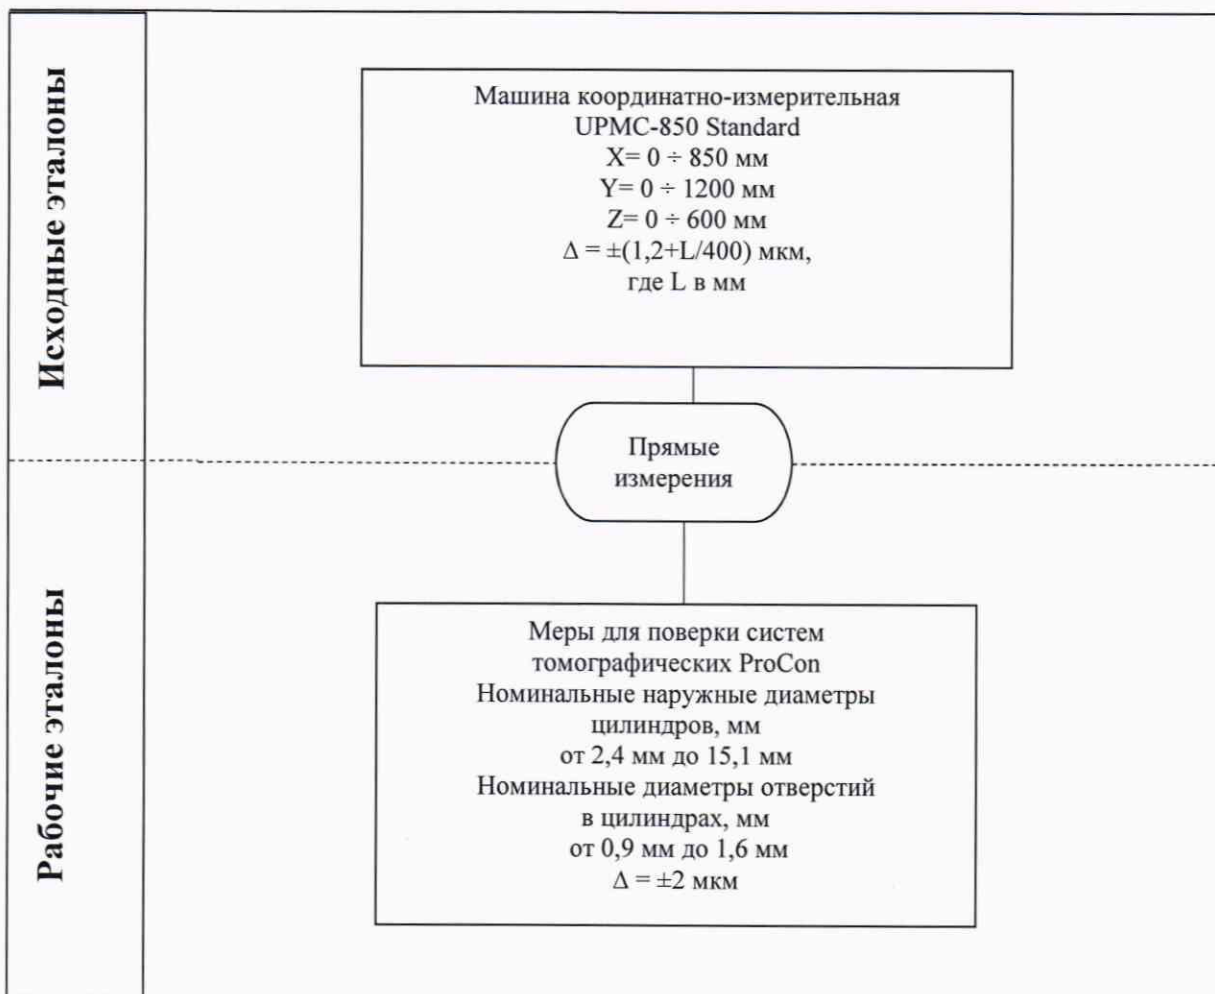 Исходные эталоны
Машина координатно-измерительная
UPMC-850 Standard
X= 0 ÷ 850 мм
Y= 0 ÷ 1200 мм
Z= 0 ÷ 600 мм
Δ = ±(1,2+L/400) мкм,
где L в мм
Прямые
измерения
Рабочие эталоны
Меры для поверки систем
томографических ProCon
Номинальные наружные диаметры
цилиндров, мм
от 2,4 мм до 15,1 мм
Номинальные диаметры отверстий
в цилиндрах, мм
от 0,9 мм до 1,6 мм
Δ = ±2 мкм